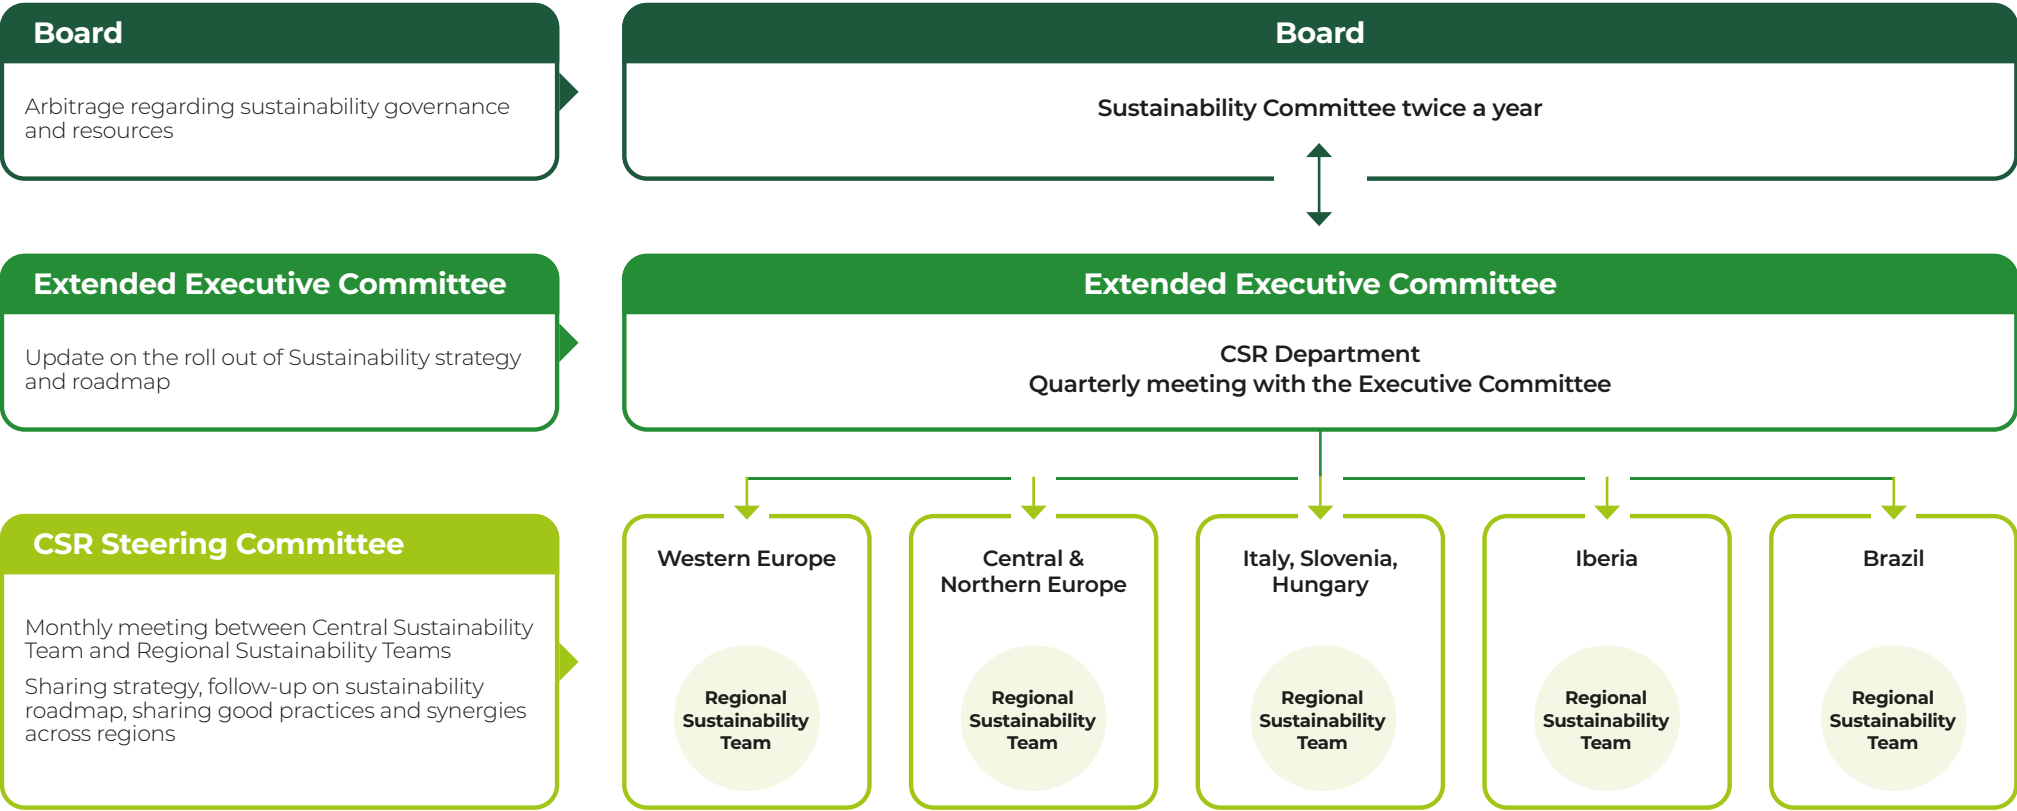 Board
Arbitrage regarding sustainability governance
and resources
Board
Sustainability Committee twice a year
Extended Executive Committee
Update on the roll out of Sustainability strategy
and roadmap
Extended Executive Committee
CSR Department
Quarterly meeting with the Executive Committee
CSR Steering Committee
Monthly meeting between Central Sustainability
Team and Regional Sustainability Teams
Sharing strategy, follow-up on sustainability
roadmap, sharing good practices and synergies
across regions
Western Europe
Regional
Sustainability
Team
Central &
Northern Europe
Regional
Sustainability
Team
Italy, Slovenia,
Hungary
Regional
Sustainability
Team
Iberia
Regional
Sustainability
Team
Brazil
Regional
Sustainability
Team